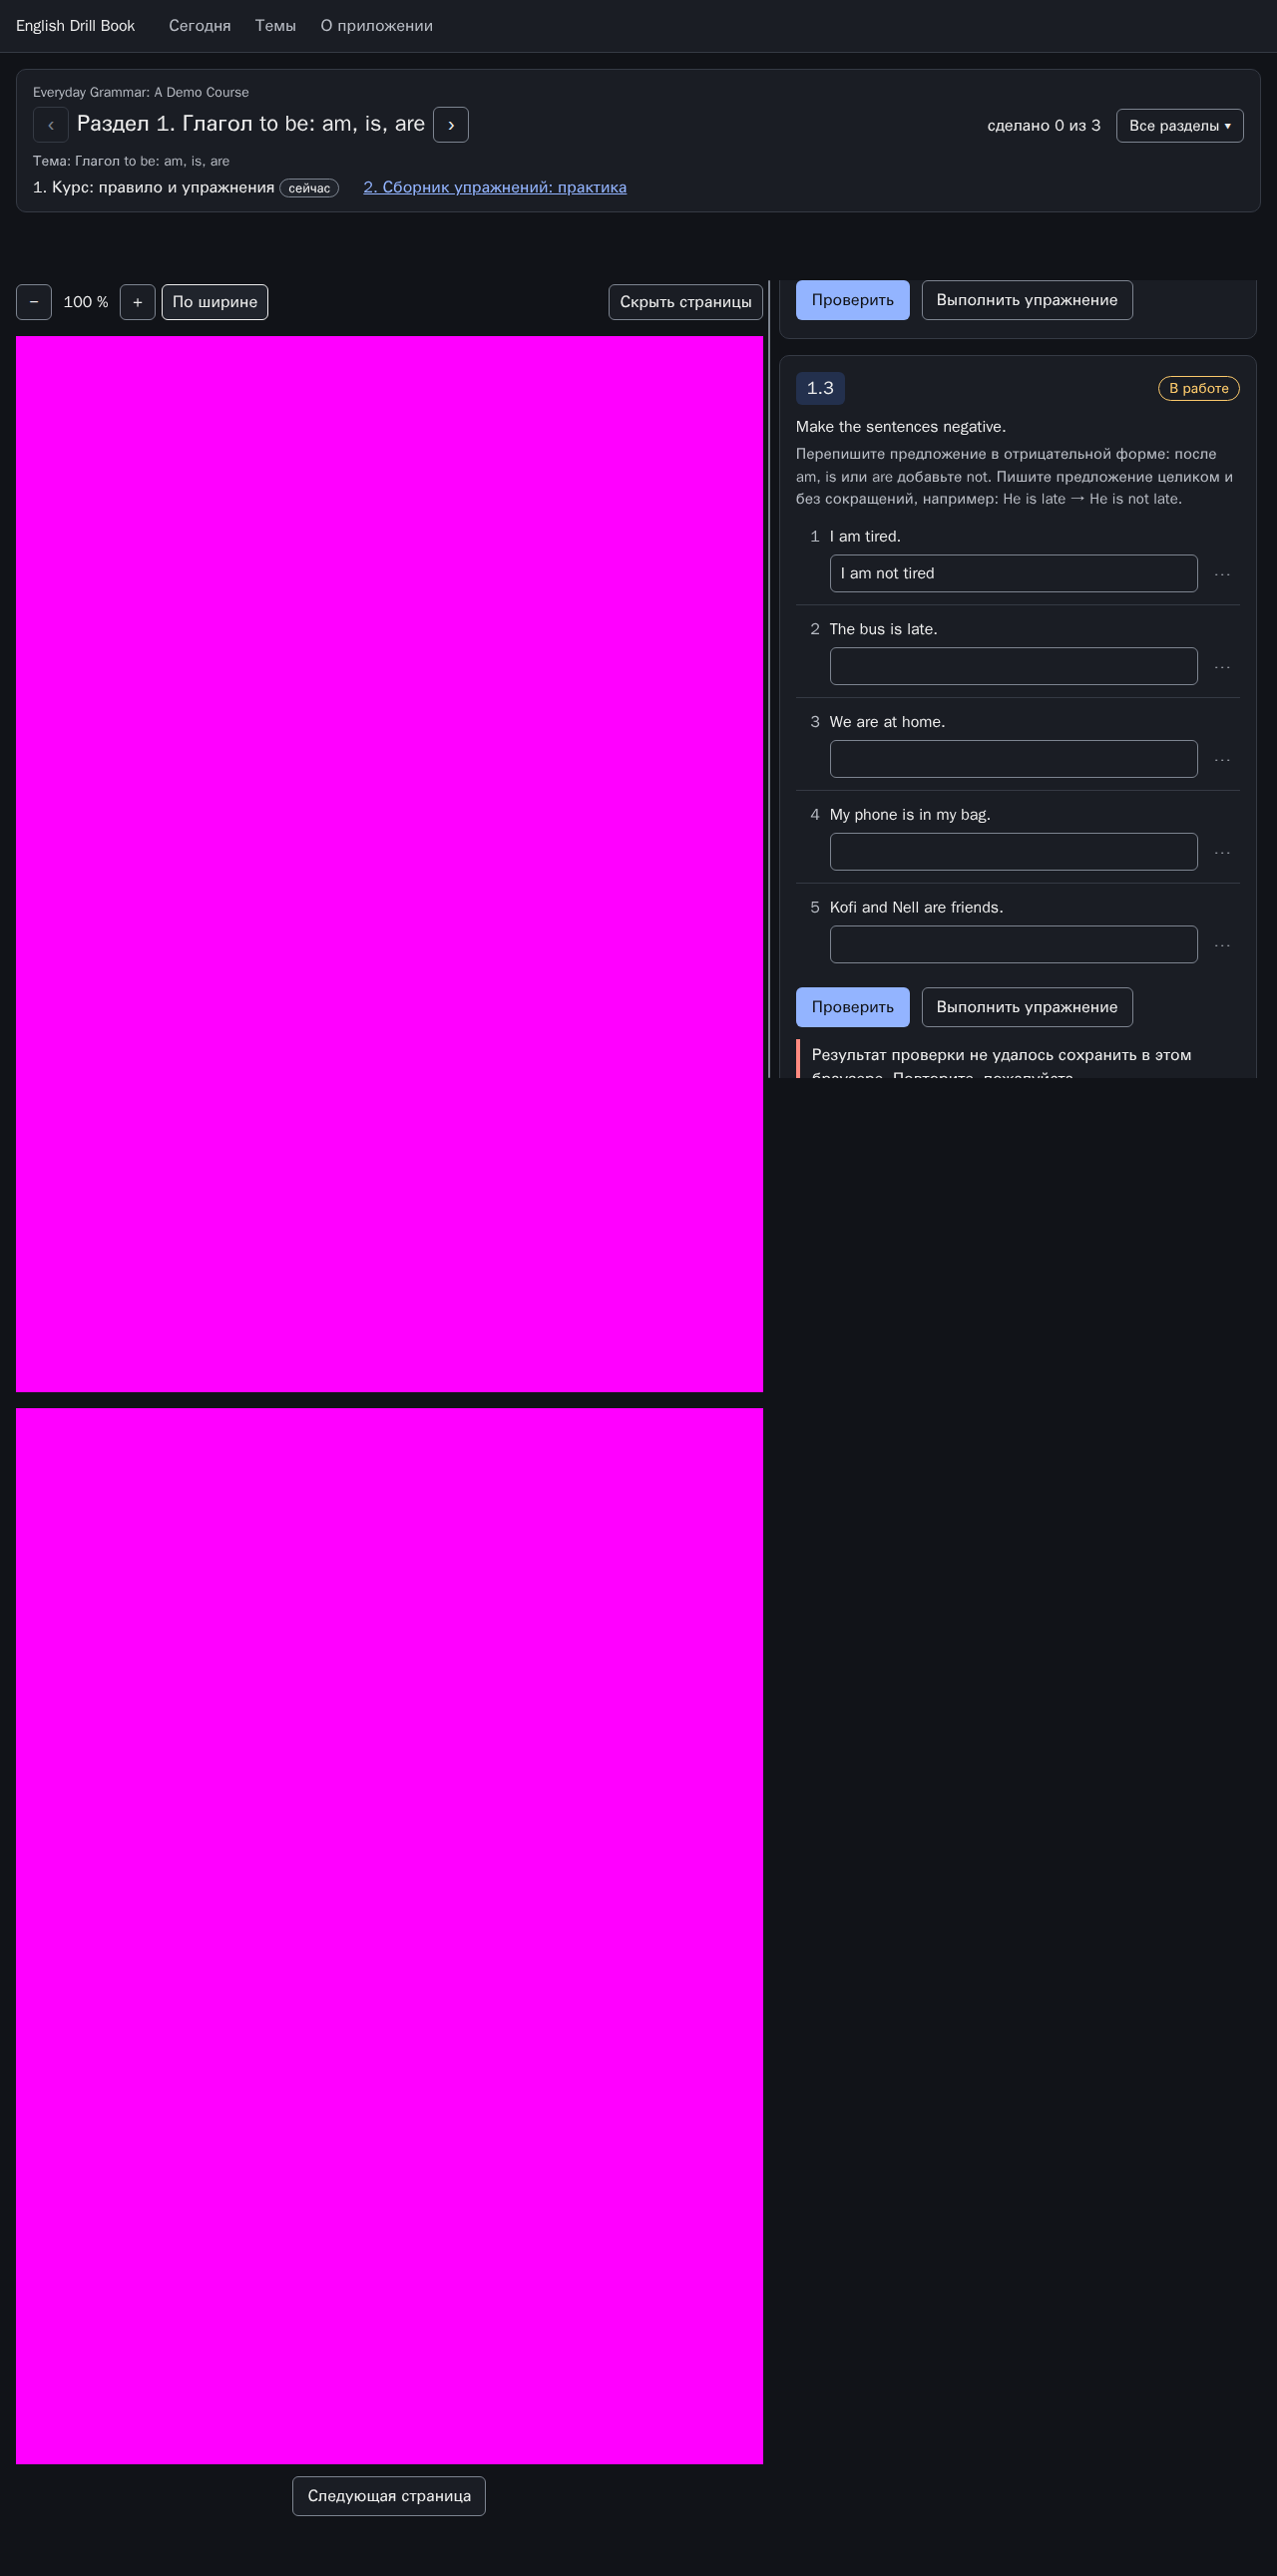 English Drill Book
Сегодня
Темы
О приложении
Everyday Grammar: A Demo Course
‹ Раздел 1. Глагол to be: am, is, are ›
сделано 0 из 3
Все разделы ▾
Тема: Глагол to be: am, is, are
1. Курс: правило и упражнения сейчас
2. Сборник упражнений: практика
− 100 % + По ширине
Скрыть страницы
Проверить
Выполнить упражнение
1.3
В работе
Make the sentences negative.
Перепишите предложение в отрицательной форме: после
am, is или are добавьте not. Пишите предложение целиком и
без сокращений, например: He is late → He is not late.
1 I am tired.
I am not tired
...
2 The bus is late.
...
3 We are at home.
...
4 My phone is in my bag.
...
5 Kofi and Nell are friends.
...
Проверить
Выполнить упражнение
Результат проверки не удалось сохранить в этом
браузере. Повторите, пожалуйста.
Следующая страница